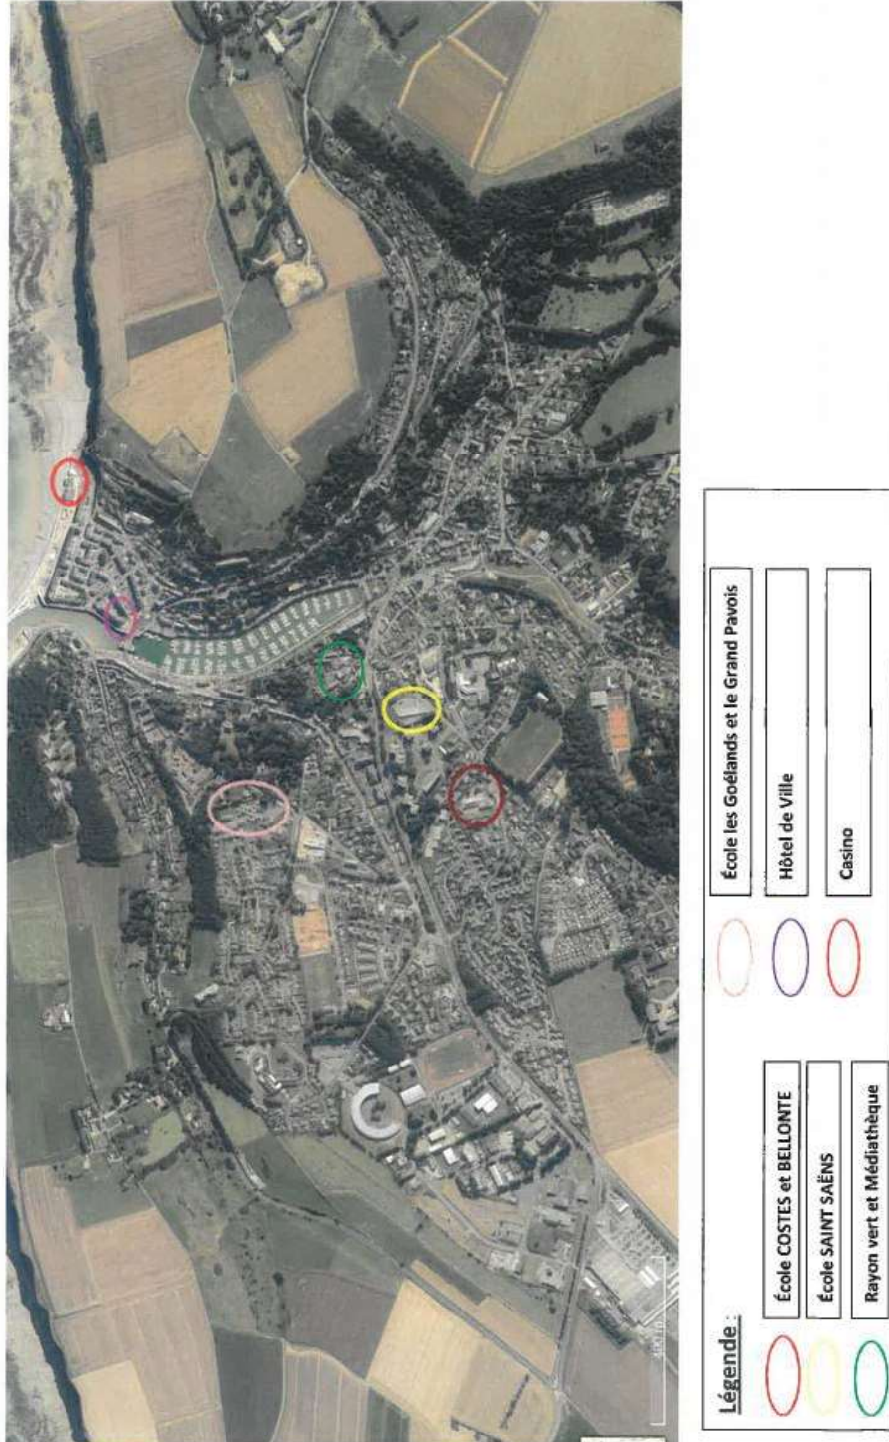 Légende :
École COSTES et BELLONTE
École SAINT SAËNS
Rayon vert et Médiathèque
École les Goélands et le Grand Pavois
Hôtel de Ville
Casino
400 m